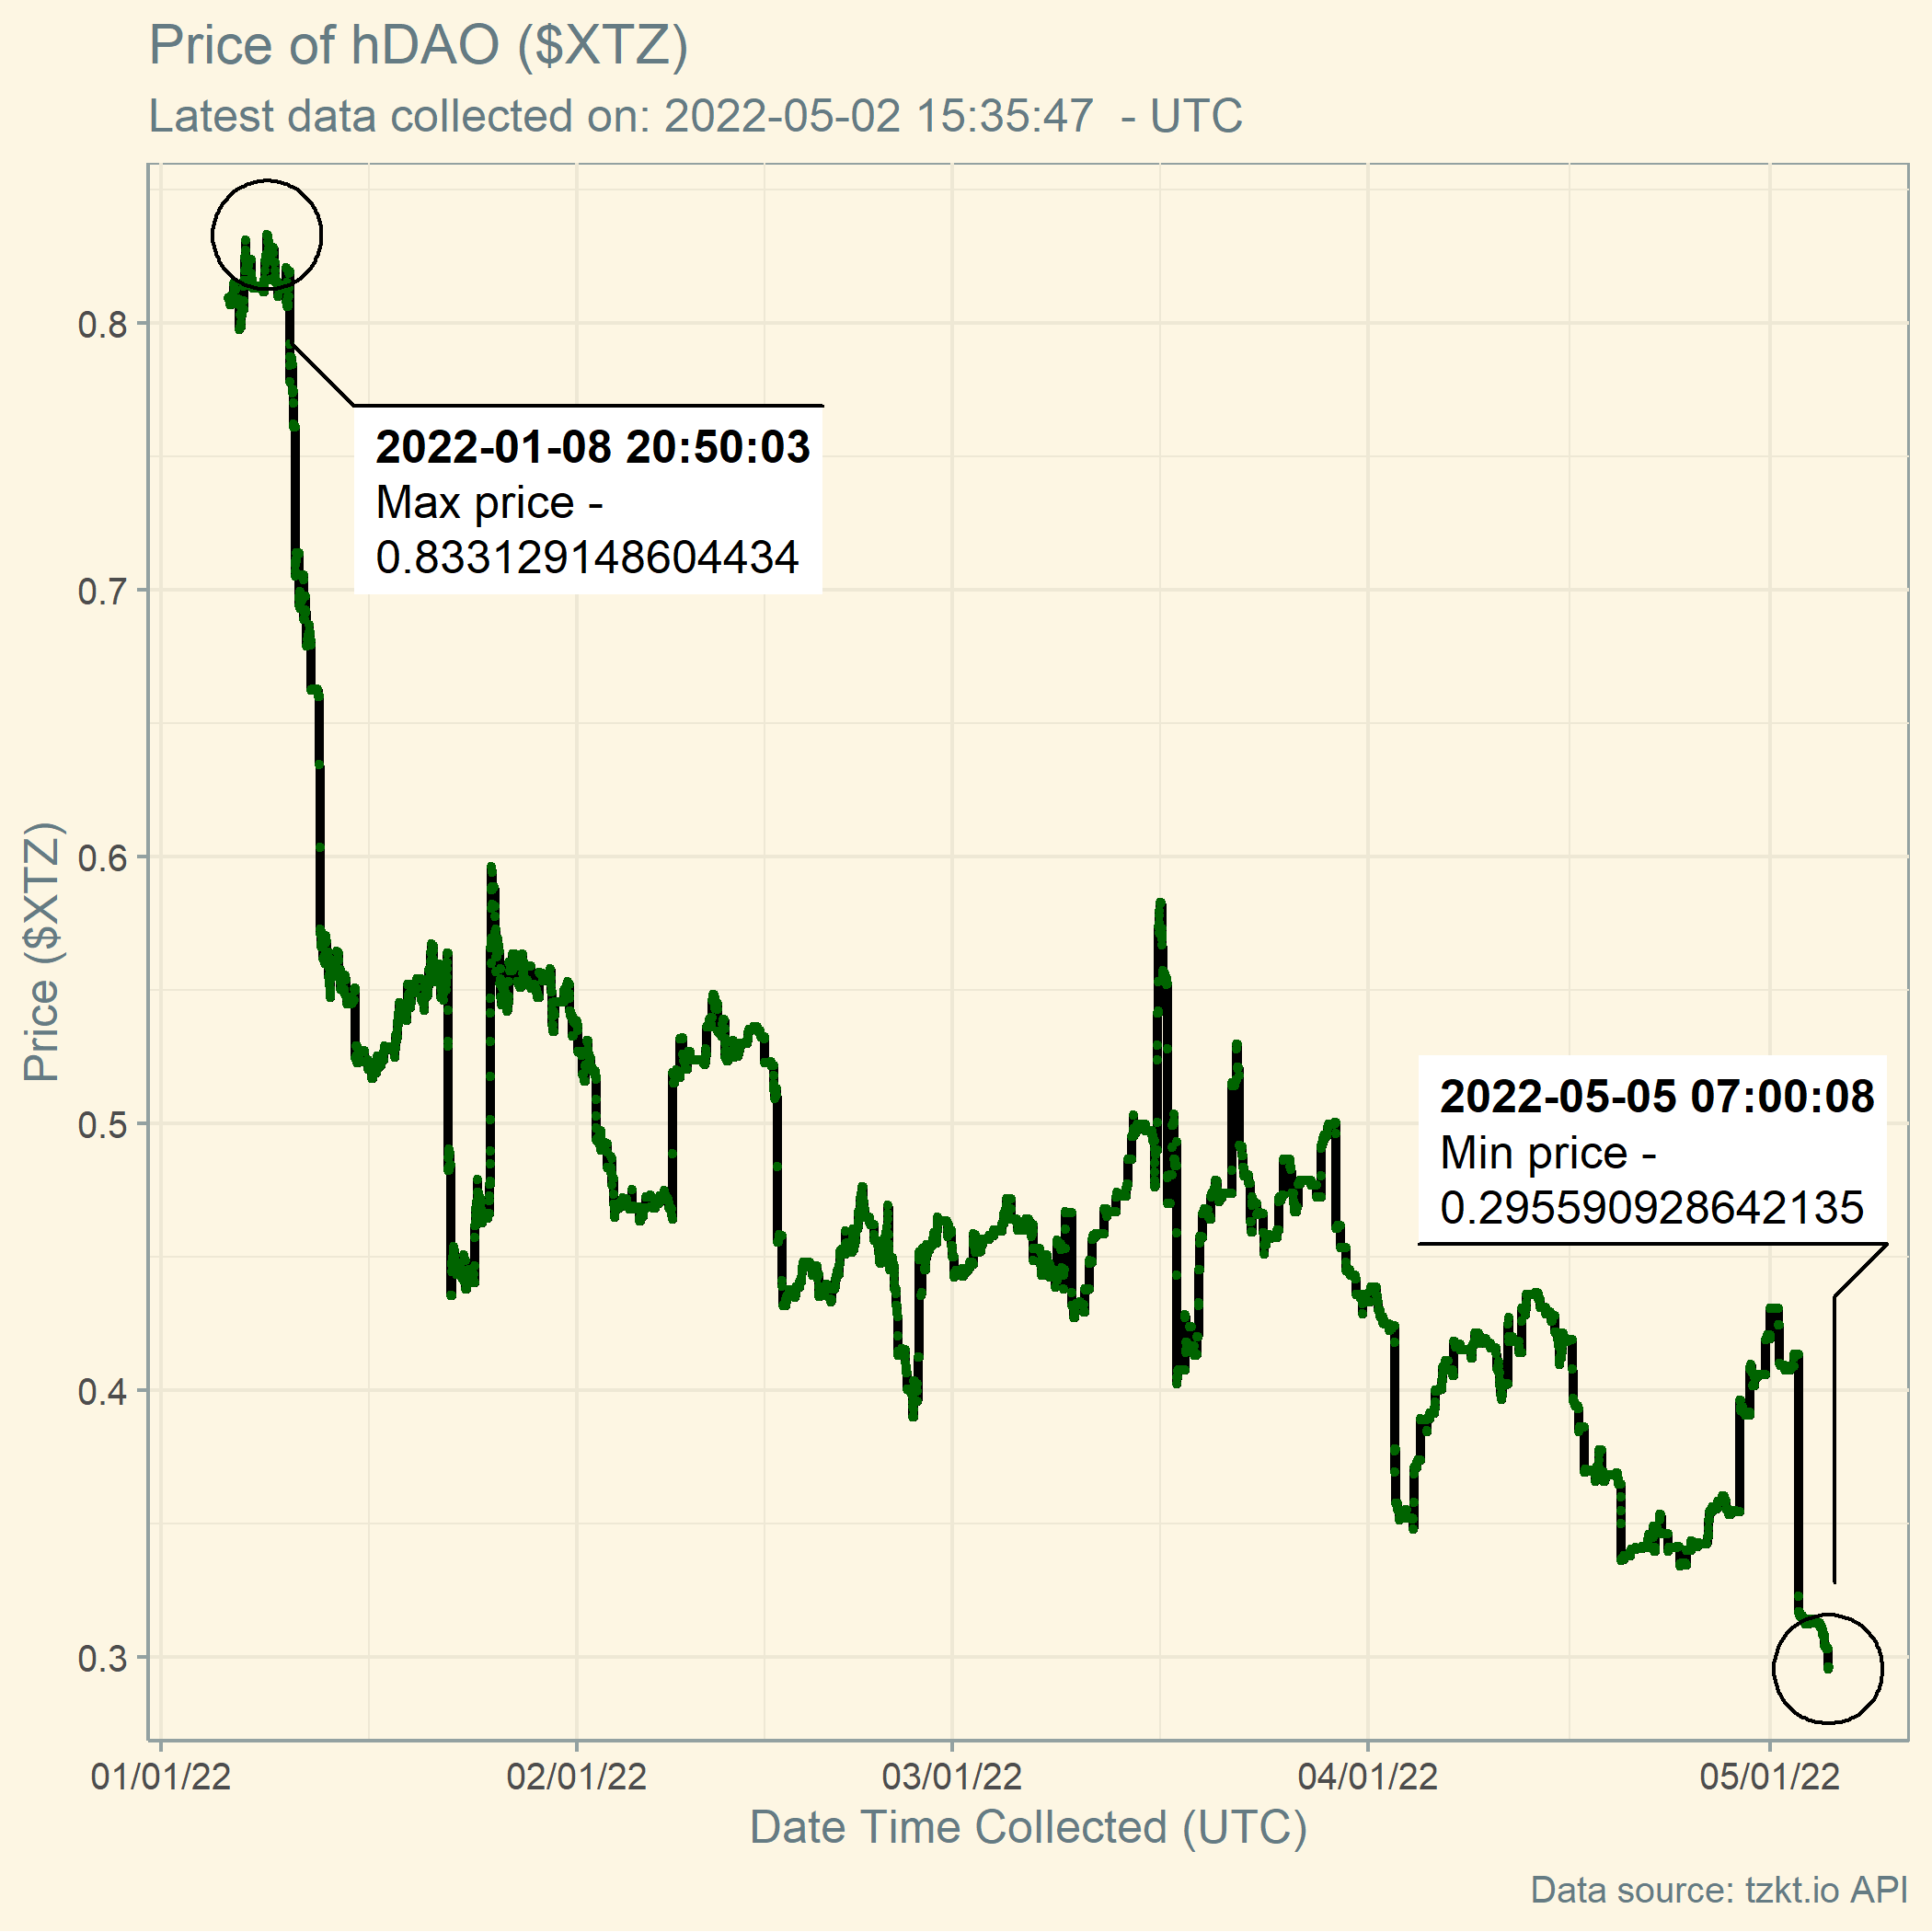 Price of hDAO ($XTZ)
Latest data collected on: 2022-05-02 15:35:47  - UTC
Price ($XTZ)
0.8
0.7
0.6
0.5
0.4
0.3
2022-01-08 20:50:03
Max price -
0.833129148604434
2022-05-05 07:00:08
Min price -
0.295590928642135
01/01/22
02/01/22
03/01/22
04/01/22
05/01/22
Date Time Collected (UTC)
Data source: tzkt.io API